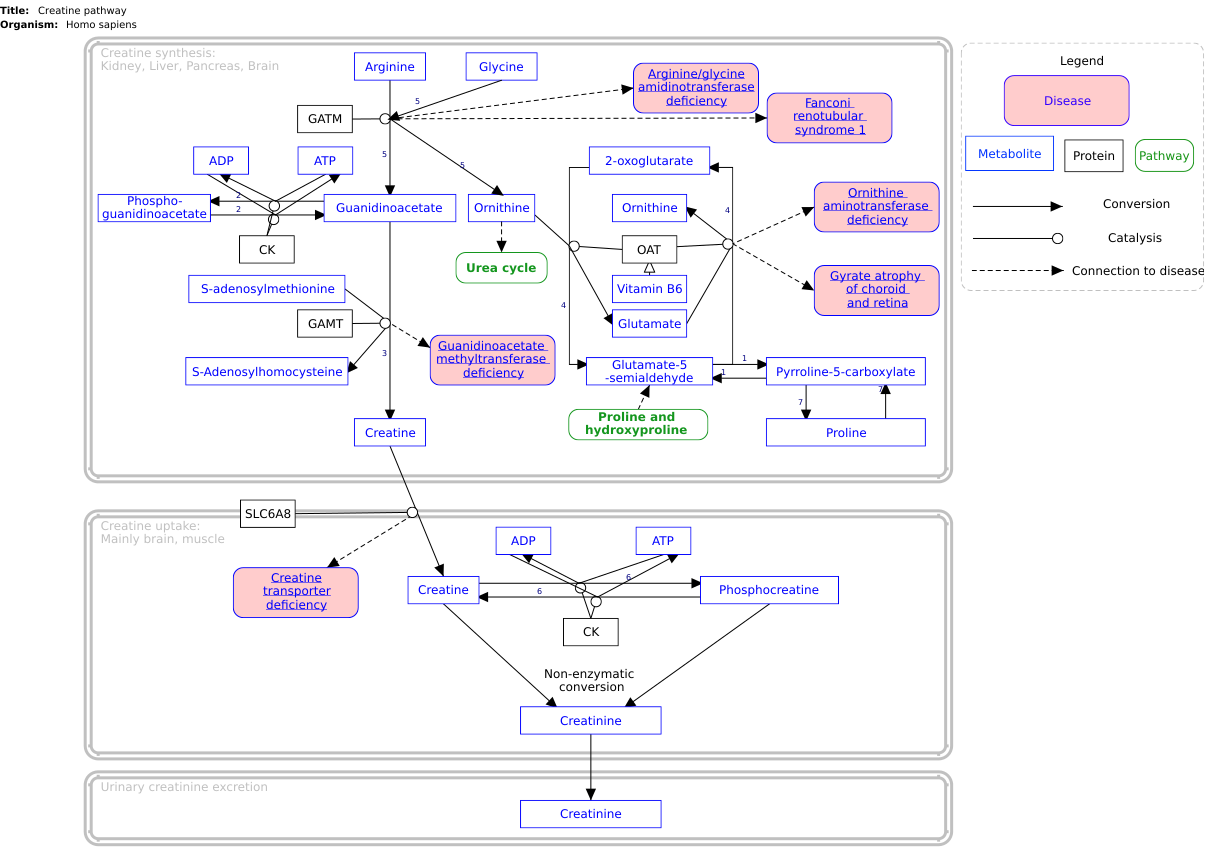 Title: Creatine pathway
Organism: Homo sapiens
Creatine synthesis:
Kidney, Liver, Pancreas, Brain
Arginine
Glycine
5
Arginine/glycine
amidinotransferase
deficiency
Fanconi
renotubular
syndrome 1
GATM
5
5
ADP
ATP
2-oxoglutarate
Phospho-
guanidinoacetate
2
2
Guanidinoacetate
Ornithine
Ornithine
4
Ornithine
aminotransferase
deficiency
CK
OAT
Urea cycle
S-adenosylmethionine
Vitamin B6
Gyrate atrophy
of choroid
and retina
4
GAMT
Glutamate
Guanidinoacetate
methyltransferase
deficiency
3
S-Adenosylhomocysteine
Glutamate-5
-semialdehyde
1
1
Pyrroline-5-carboxylate
7
7
Proline and
hydroxyproline
Creatine
Proline
SLC6A8
Creatine uptake:
Mainly brain, muscle
ADP
ATP
Creatine
transporter
deficiency
Creatine
6
6
Phosphocreatine
CK
Non-enzymatic
conversion
Creatinine
Urinary creatinine excretion
Creatinine
Legend
Disease
Metabolite
Protein
Pathway
Conversion
Catalysis
Connection to disease